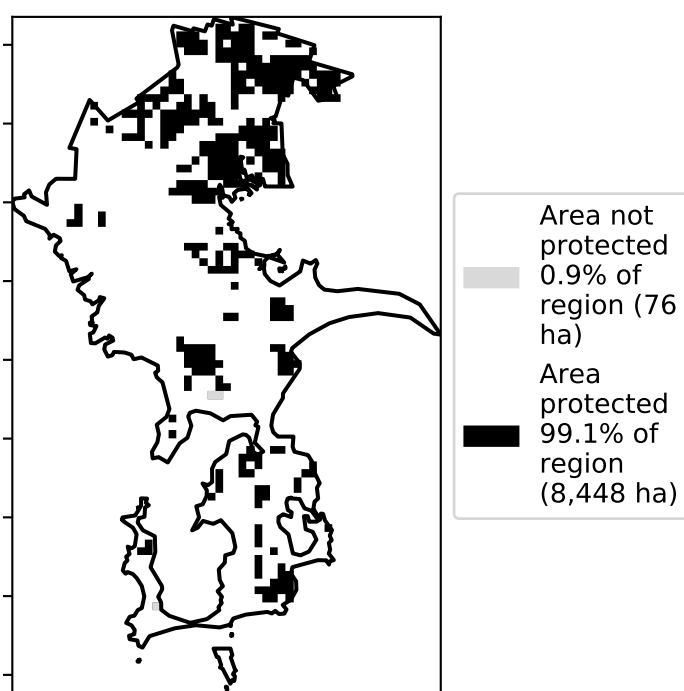 Area not
protected
0.9% of
region (76
ha)
Area
protected
99.1% of
region
(8,448 ha)